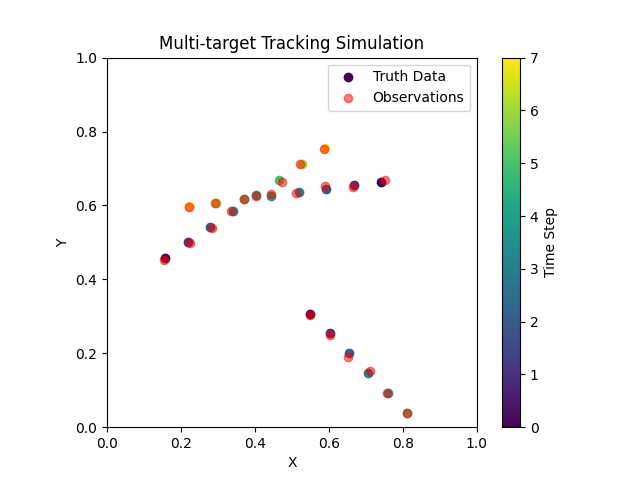 Multi-target Tracking Simulation
Truth Data
Observations
1.0
0.8
0.6
0.4
0.2
0.0
Y
0.0 0.2 0.4 0.6 0.8 1.0
X
7
6
5
4
3
2
1
0
Time Step